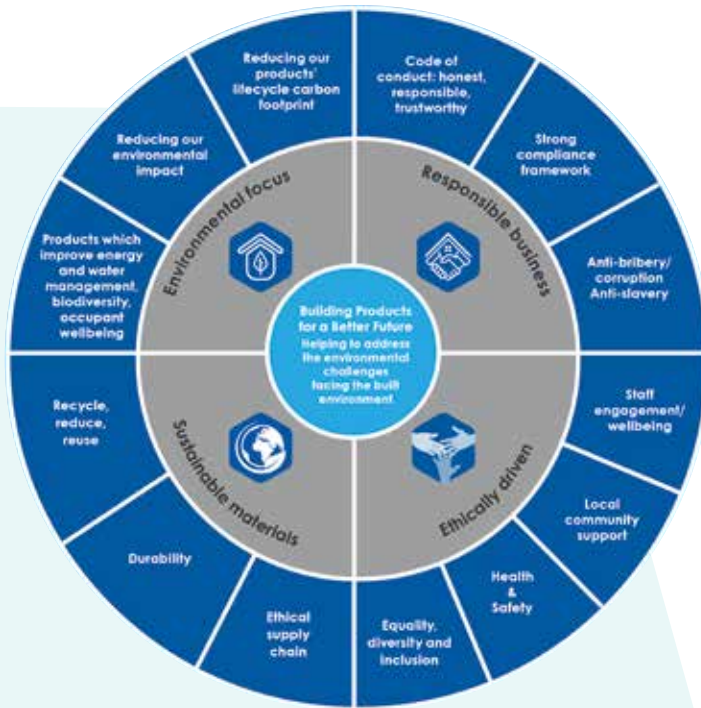 Reducing our
products'
lifecycle carbon
footprint
Code of
conduct: honest,
responsible,
trustworthy
Strong
compliance
framework
Anti-bribery/
corruption
Anti-slavery
Staff
engagement/
wellbeing
Local
community
support
Health
&
Safety
Equality,
diversity and
inclusion
Ethical
supply
chain
Durability
Recycle,
reduce,
reuse
Products which
improve energy
and water
management,
biodiversity,
occupant
wellbeing
Reducing our
environmental
impact
Environmental focus
Responsible business
Ethically driven
Sustainable materials
Building Products
for a Better Future
Helping to address
the environmental
challenges
facing the built
environment